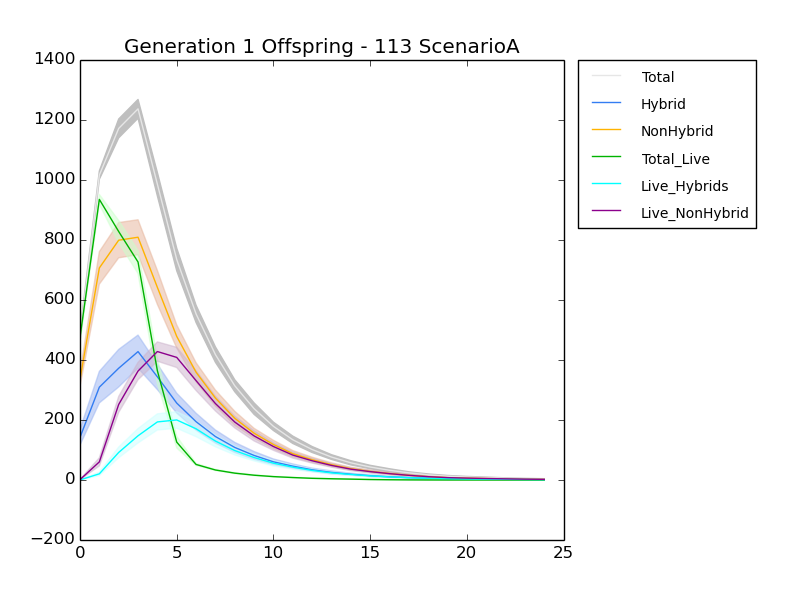 Generation 1 Offspring - 113 ScenarioA
1400
1200
1000
800
600
400
200
0
−200
0 5 10 15 20 25
Total
Hybrid
NonHybrid
Total_Live
Live_Hybrids
Live_NonHybrid